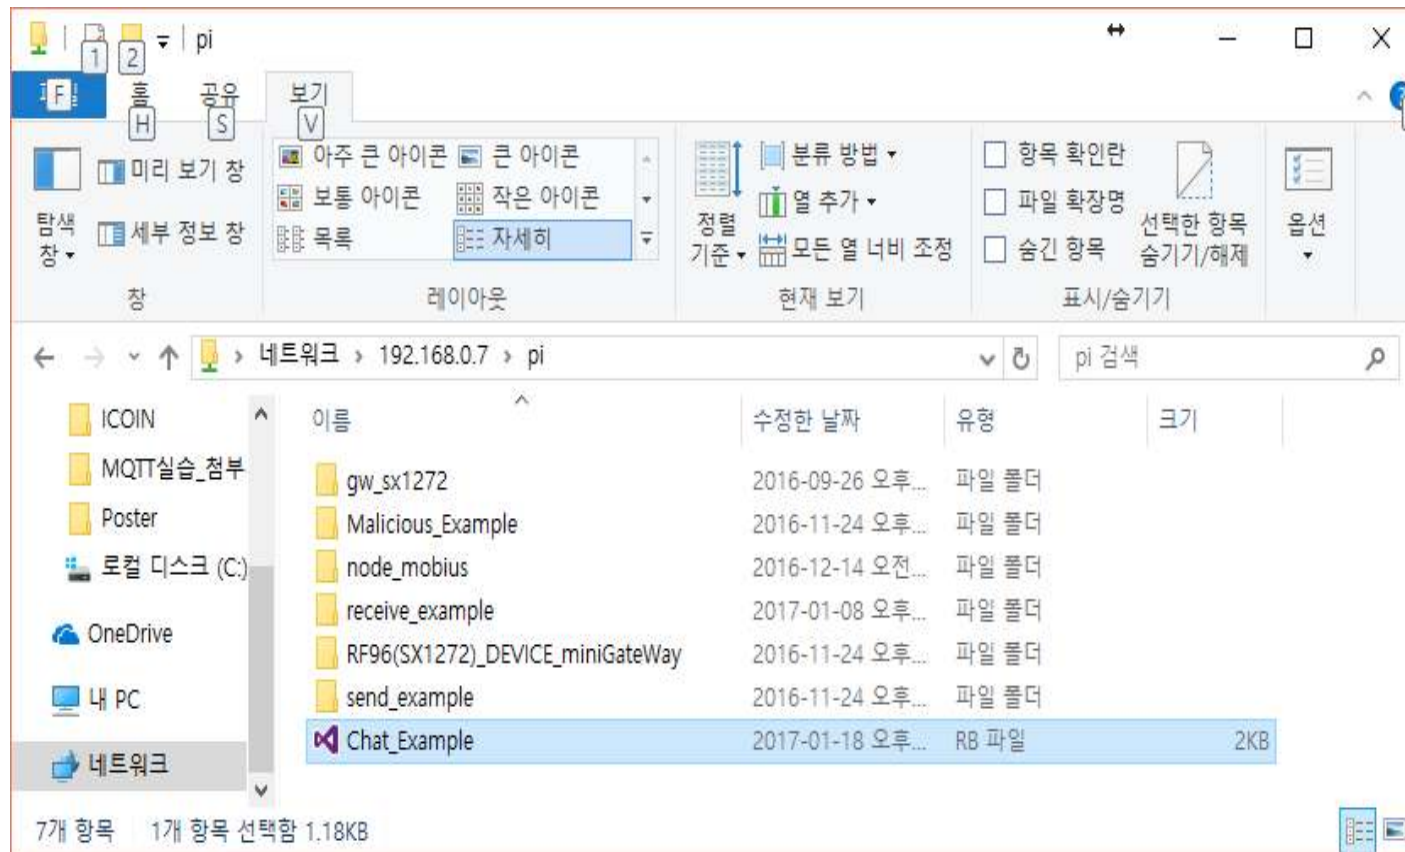 1 2 pi
F 홈 공유 보기
H S V
미리 보기 창
세부 정보 창
탐색 창
창
아주 큰 아이콘 큰 아이콘
보통 아이콘 작은 아이콘
목록 자세히
레이아웃
정렬 기준
분류 방법
열 추가
모든 열 너비 조정
현재 보기
항목 확인란
파일 확장명
숨긴 항목
선택한 항목 숨기기/해제
표시/숨기기
옵션
네트워크 > 192.168.0.7 > pi
pi 검색
ICOIN
MQTT실습_첨부
Poster
로컬 디스크 (C:)
OneDrive
내 PC
네트워크
이름 수정한 날짜 유형 크기
gw_sx1272 2016-09-26 오후... 파일 폴더
Malicious_Example 2016-11-24 오후... 파일 폴더
node_mobius 2016-12-14 오전... 파일 폴더
receive_example 2017-01-08 오후... 파일 폴더
RF96(SX1272)_DEVICE_miniGateWay 2016-11-24 오후... 파일 폴더
send_example 2016-11-24 오후... 파일 폴더
Chat_Example 2017-01-18 오후... RB 파일 2KB
7개 항목 1개 항목 선택함 1.18KB